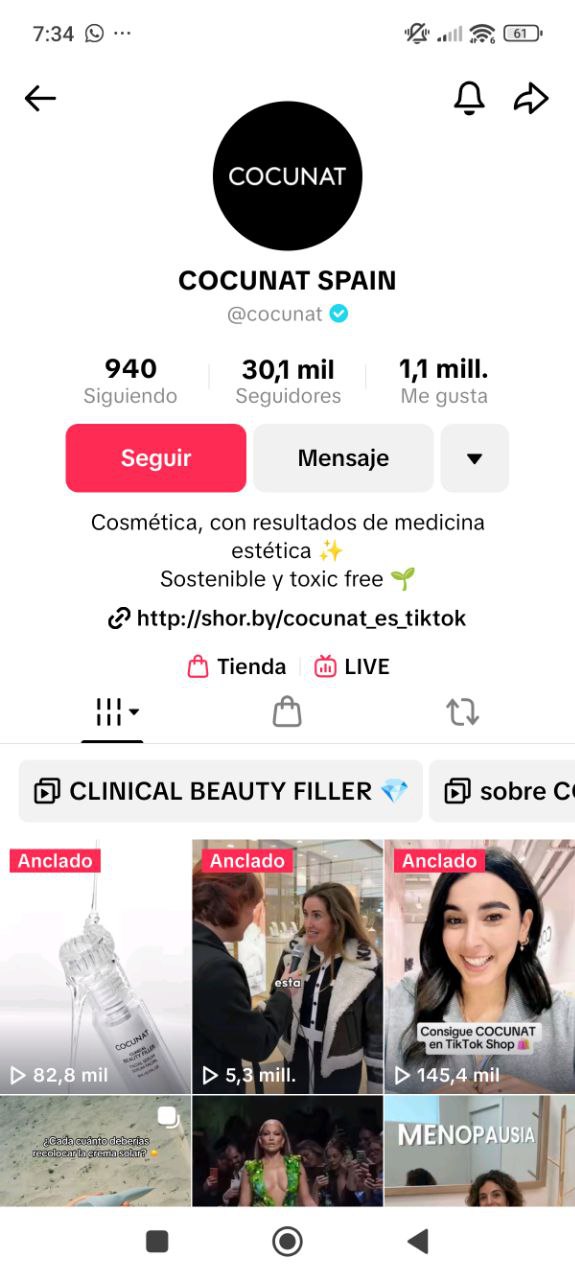 7:34
61
COCUNAT
COCUNAT SPAIN
@cocunat
940
Siguiendo
30,1 mil
Seguidores
1,1 mill.
Me gusta
Seguir
Mensaje
Cosmética, con resultados de medicina
estética ✨
Sostenible y toxic free 🌱
http://shor.by/cocunat_es_tiktok
Tienda
LIVE
CLINICAL BEAUTY FILLER 💎
sobre CO
Anclado
COCUNAT
CLINICAL
BEAUTY FILLER
82,8 mil
Anclado
esta
5,3 mill.
Anclado
Consigue COCUNAT
en TikTok Shop 🛍️
145,4 mil
¿Cada cuánto deberías
recolocar la crema solar?
MENOPAUSIA